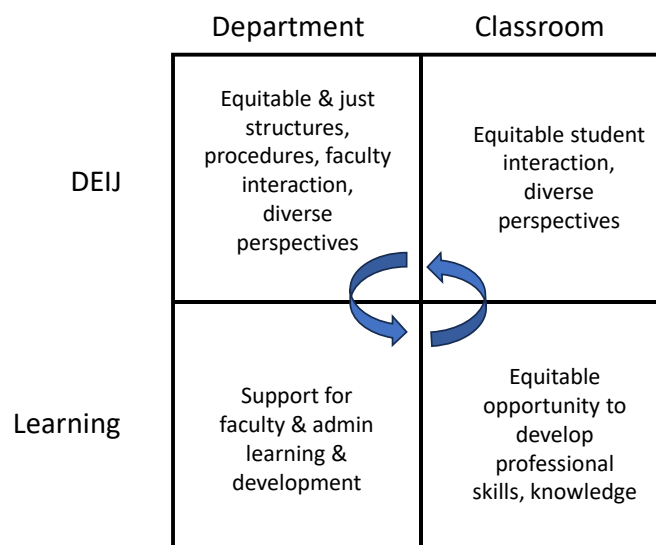 Department
Classroom
DEIJ
Equitable & just
structures,
procedures, faculty
interaction,
diverse
perspectives
Equitable student
interaction,
diverse
perspectives
Learning
Support for
faculty & admin
learning &
development
Equitable
opportunity to
develop
professional
skills, knowledge